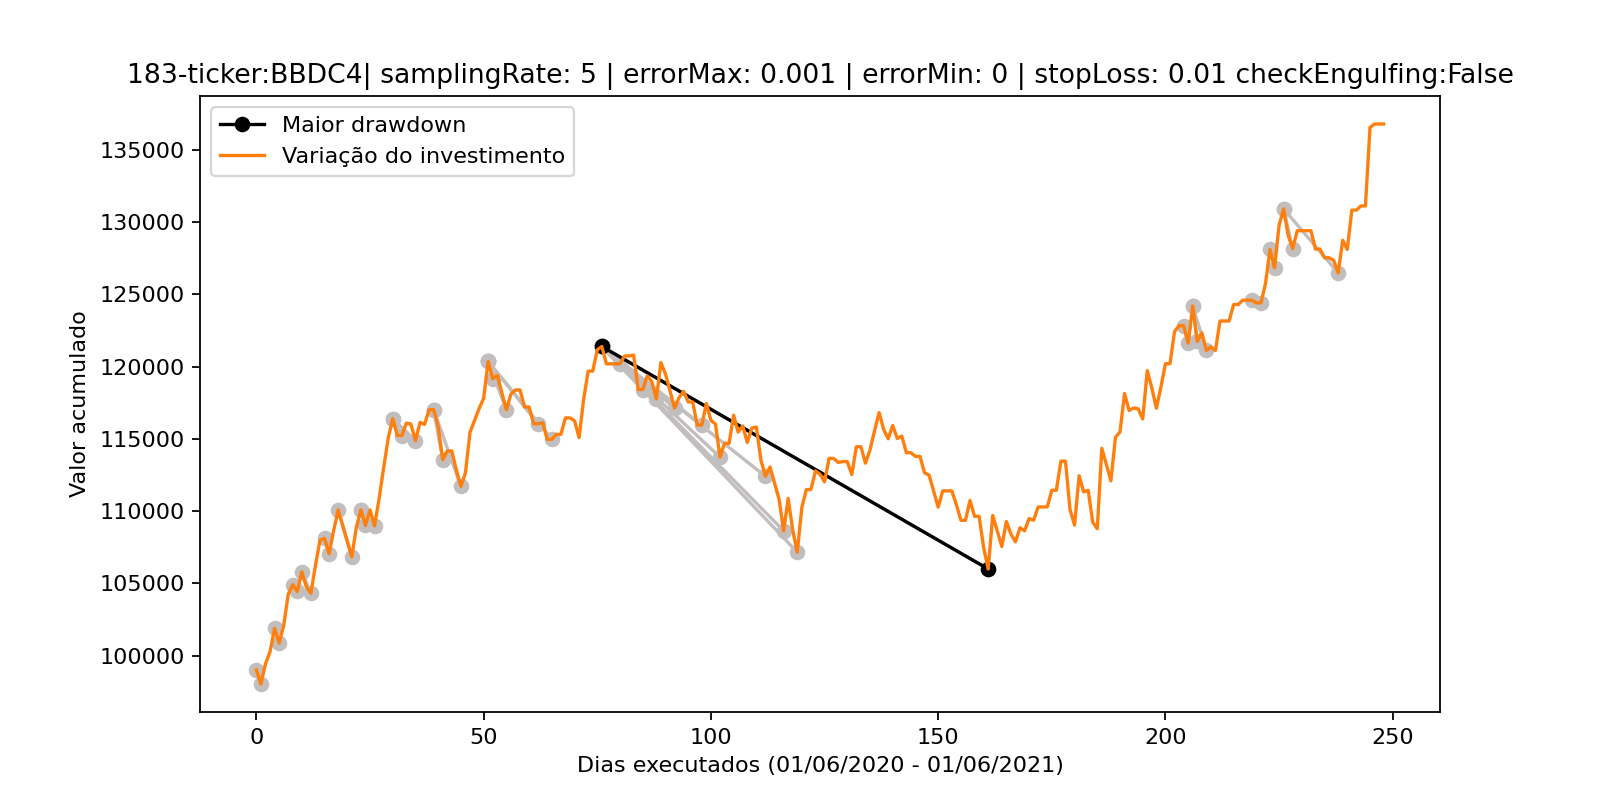 183-ticker:BBDC4| samplingRate: 5 | errorMax: 0.001 | errorMin: 0 | stopLoss: 0.01 checkEngulfing:False
Maior drawdown
Variação do investimento
Valor acumulado
135000
130000
125000
120000
115000
110000
105000
100000
0 50 100 150 200 250
Dias executados (01/06/2020 - 01/06/2021)